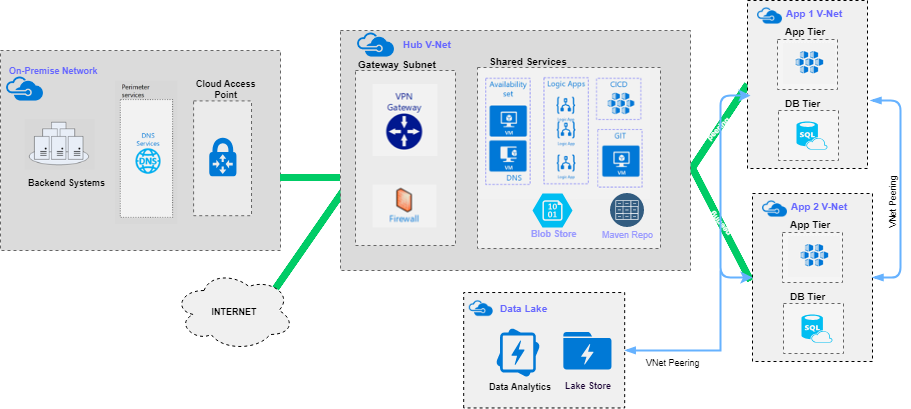 On-Premise Network
Backend Systems
Perimeter
services
DNS
Services
DNS
Cloud Access
Point
INTERNET
Hub V-Net
Gateway Subnet
VPN
Gateway
Firewall
Shared Services
Availability
set
VM
VM
DNS
Logic Apps
Logic App
Logic App
Logic App
CICD
GIT
VM
10
01
Blob Store
Maven Repo
App 1 V-Net
App Tier
DB Tier
SQL
VNet Peering
App 2 V-Net
App Tier
DB Tier
SQL
Data Lake
Data Analytics
Lake Store
VNet Peering